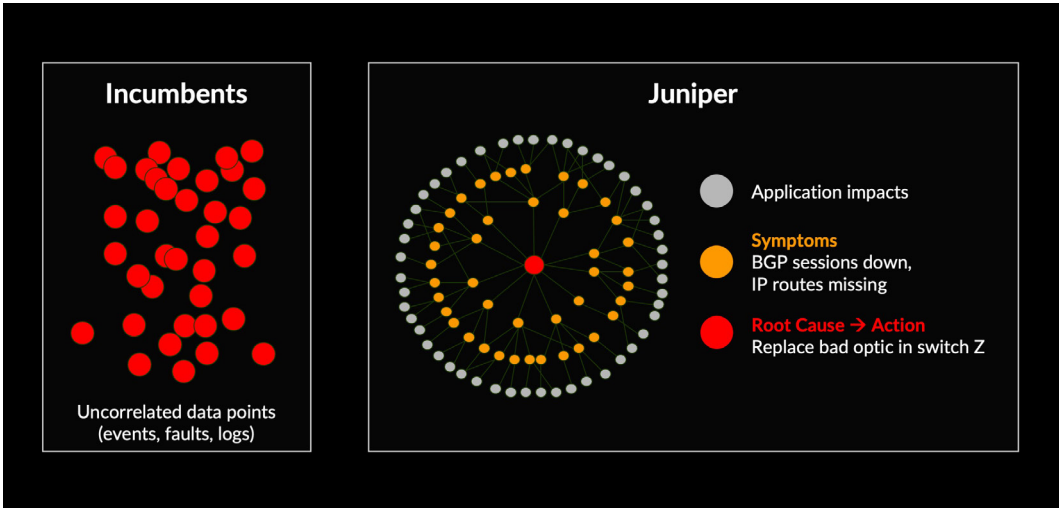 Incumbents
Uncorrelated data points
(events, faults, logs)
Juniper
Application impacts
Symptoms
BGP sessions down,
IP routes missing
Root Cause → Action
Replace bad optic in switch Z